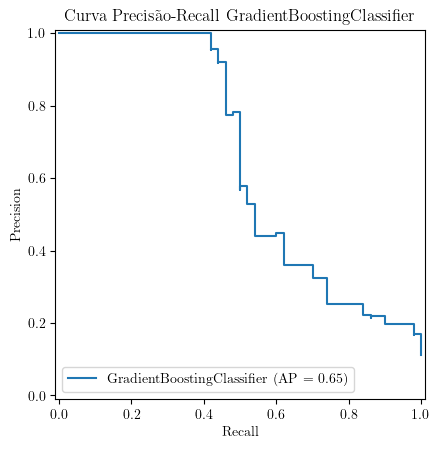 Curva Precisão-Recall GradientBoostingClassifier
1.0
0.8
0.6
0.4
0.2
0.0
Precision
GradientBoostingClassifier (AP = 0.65)
0.0 0.2 0.4 0.6 0.8 1.0
Recall